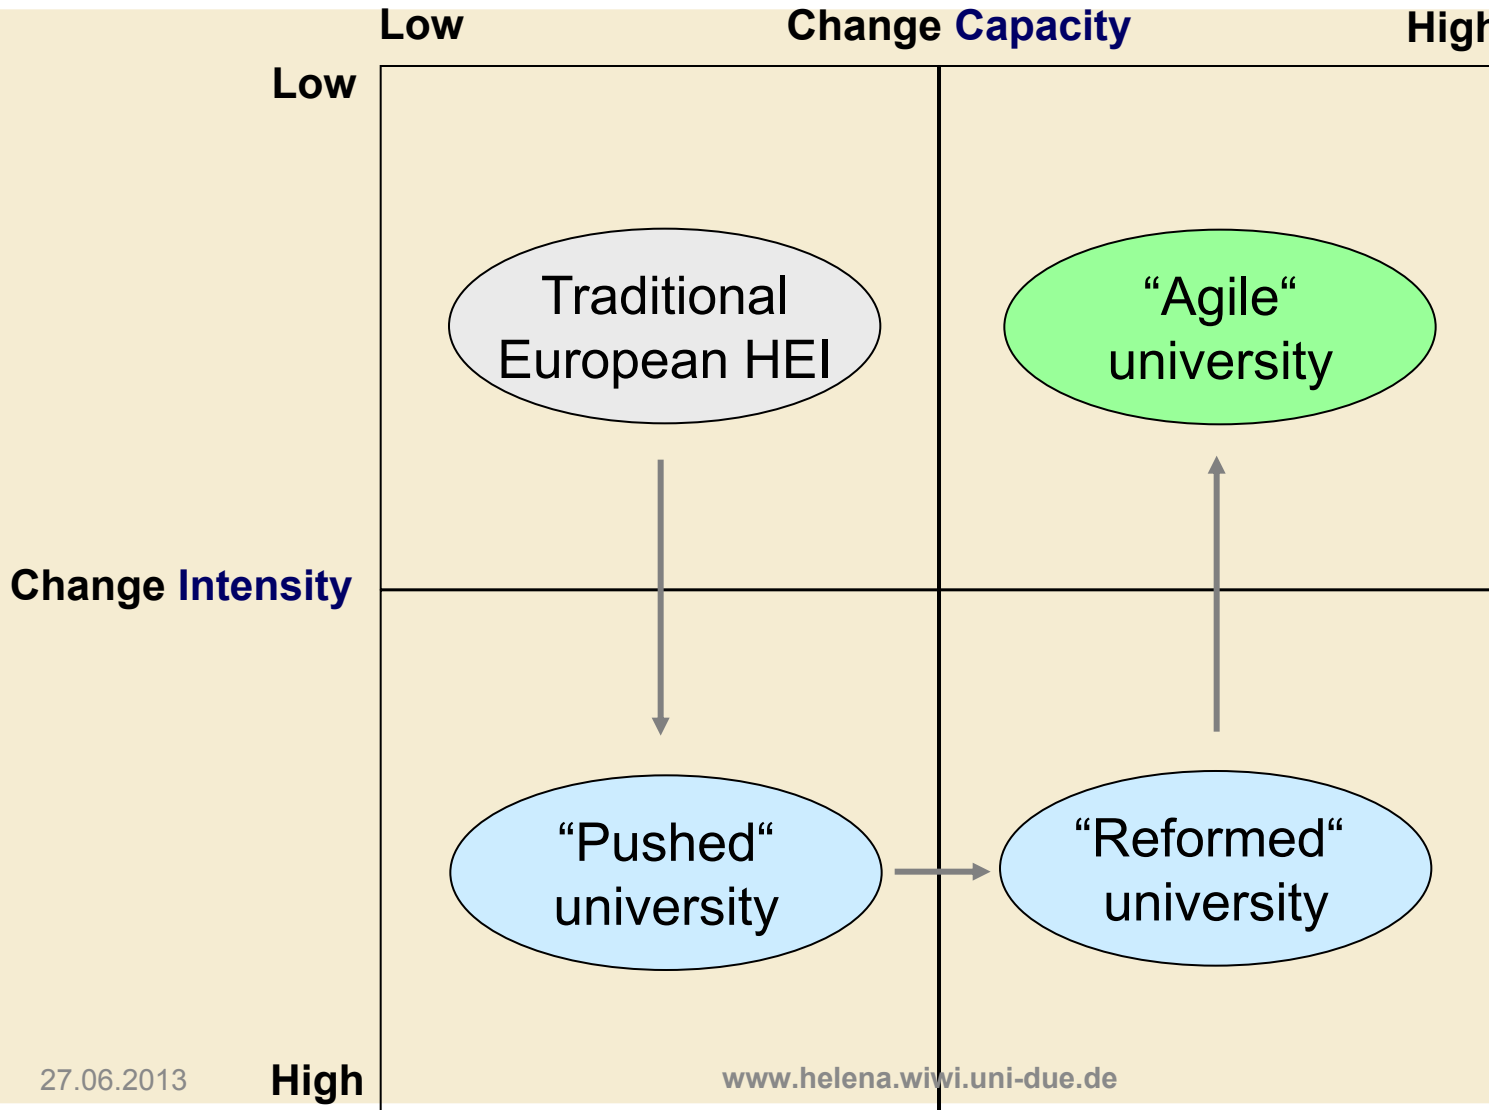 Low Change Capacity High
Low
Traditional
European HEI
“Agile“
university
Change Intensity
“Pushed“
university
“Reformed“
university
27.06.2013 High www.helena.wiwi.uni-due.de